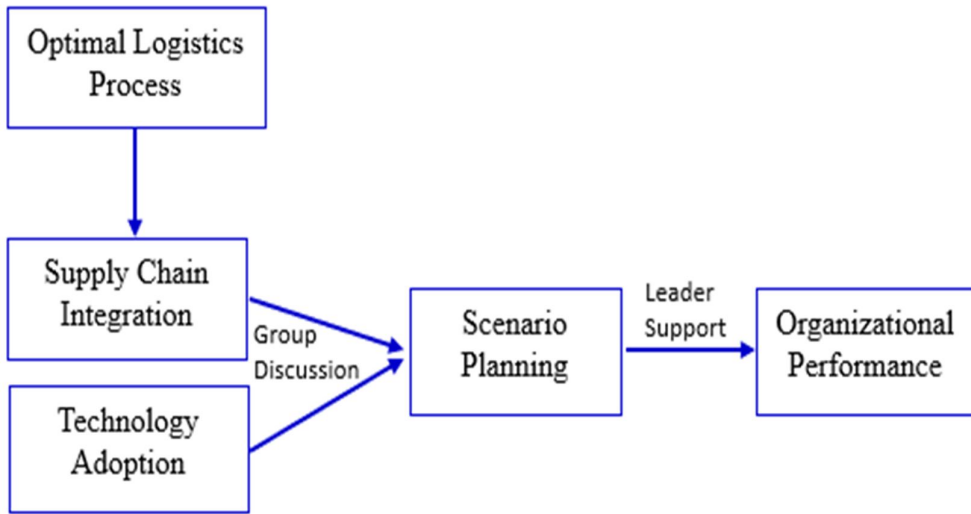 Optimal Logistics
Process
Supply Chain
Integration
Group
Discussion
Technology
Adoption
Scenario
Planning
Leader
Support
Organizational
Performance